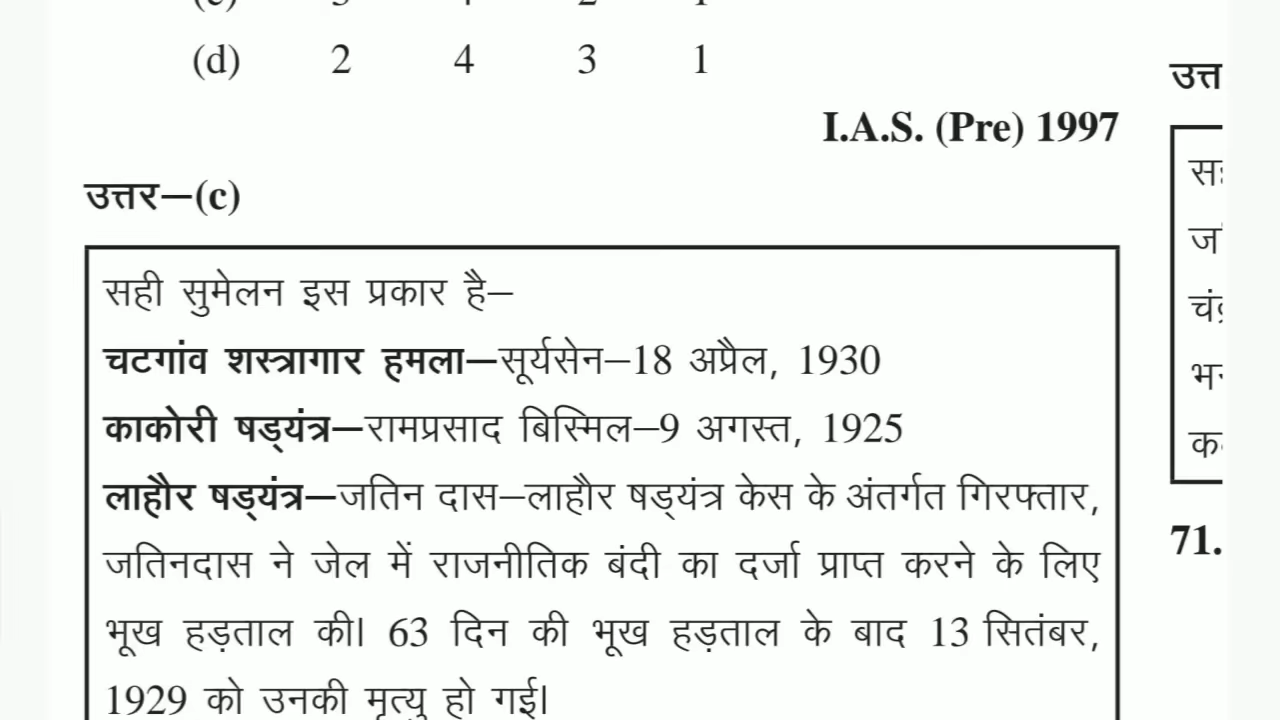 (d) 2 4 3 1
I.A.S. (Pre) 1997
उत्तर–(c)
सही सुमेलन इस प्रकार है–
चटगांव शस्त्रागार हमला–सूर्यसेन–18 अप्रैल, 1930
काकोरी षड्यंत्र–रामप्रसाद बिस्मिल–9 अगस्त, 1925
लाहौर षड्यंत्र–जतिन दास–लाहौर षड्यंत्र केस के अंतर्गत गिरफ्तार,
जतिनदास ने जेल में राजनीतिक बंदी का दर्जा प्राप्त करने के लिए
भूख हड़ताल की। 63 दिन की भूख हड़ताल के बाद 13 सितंबर,
1929 को उनकी मृत्यु हो गई।
71.